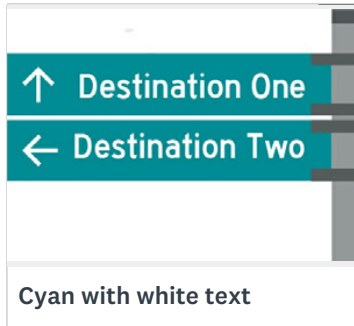 ↑ Destination One
← Destination Two
Cyan with white text